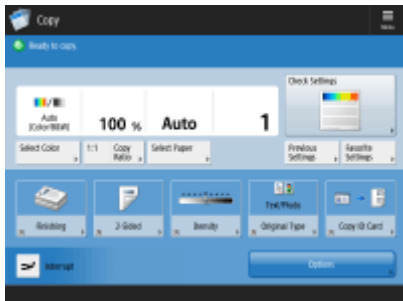 Copy
Menu
Ready to copy.
Check Settings
Auto
(Color/B&W)
100 %
Auto
1
Select Color
1:1
Copy
Ratio
Select Paper
Previous
Settings
Favorite
Settings
Text/Photo
Finishing
2-Sided
Density
Original Type
Copy ID Card
Interrupt
Options